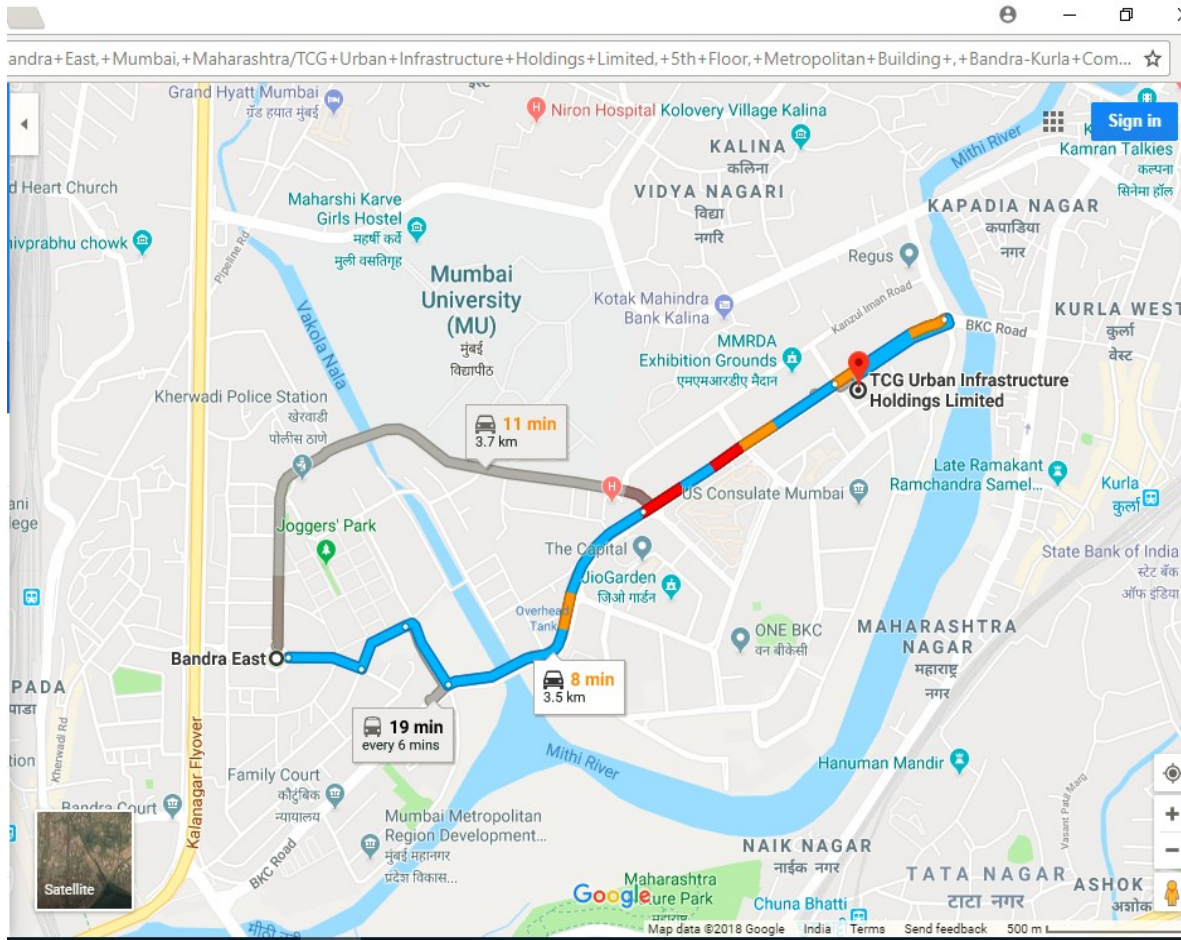 andra+East,+Mumbai,+Maharashtra/TCG+Urban+Infrastructure+Holdings+Limited,+5th+Floor,+Metropolitan+Building+,+Bandra-Kurla+Com...
Grand Hyatt Mumbai
ग्रॅंड हयात मुंबई
Niron Hospital
Kolovery Village Kalina
Sign in
KALINA
कलिना
Mithi River
Kamran Talkies
कल्पना
सिनेमा हॉल
d Heart Church
Maharshi Karve
Girls Hostel
महर्षी कर्वे
मुली वसतिगृह
VIDYA NAGARI
विद्या
नगरि
KAPADIA NAGAR
कपाडिया
नगर
hivprabhu chowk
Pipeline Rd
Regus
Mumbai
University
(MU)
मुंबई
विद्यापीठ
Vakola Nala
Kotak Mahindra
Bank Kalina
Kanzul Iman Road
BKC Road
KURLA WEST
कुर्ला
वेस्ट
MMRDA
Exhibition Grounds
एमएमआरडीए मैदान
TCG Urban Infrastructure
Holdings Limited
Kherwadi Police Station
खेरवाडी
पोलीस ठाणे
11 min
3.7 km
H
US Consulate Mumbai
Late Ramakant
Ramchandra Samel...
Kurla
कुर्ला
ani
lege
Joggers' Park
The Capital
JioGarden
जिओ गार्डन
State Bank of India
स्टेट बॅंक
ऑफ इंडिया
Overhead
Tank
ONE BKC
वन बीकेसी
MAHARASHTRA
NAGAR
महाराष्ट्र
नगर
Bandra East
8 min
3.5 km
PADA
पाडा
19 min
every 6 mins
Kherwadi Rd
Kalanagar Flyover
Mithi River
Hanuman Mandir
tion
Family Court
कौटुंबिक
न्यायालय
Bandra Court
Mumbai Metropolitan
Region Development...
मुंबई महानगर
प्रदेश विकास...
BKC Road
Vasant Patil Marg
NAIK NAGAR
नाईक नगर
TATA NAGAR
टाटा नगर
ASHOK
अशोक
Satellite
Google
Maharashtra
Nature Park
महाराष्ट्र
Chuna Bhatti
Map data ©2018 Google India Terms Send feedback 500 m